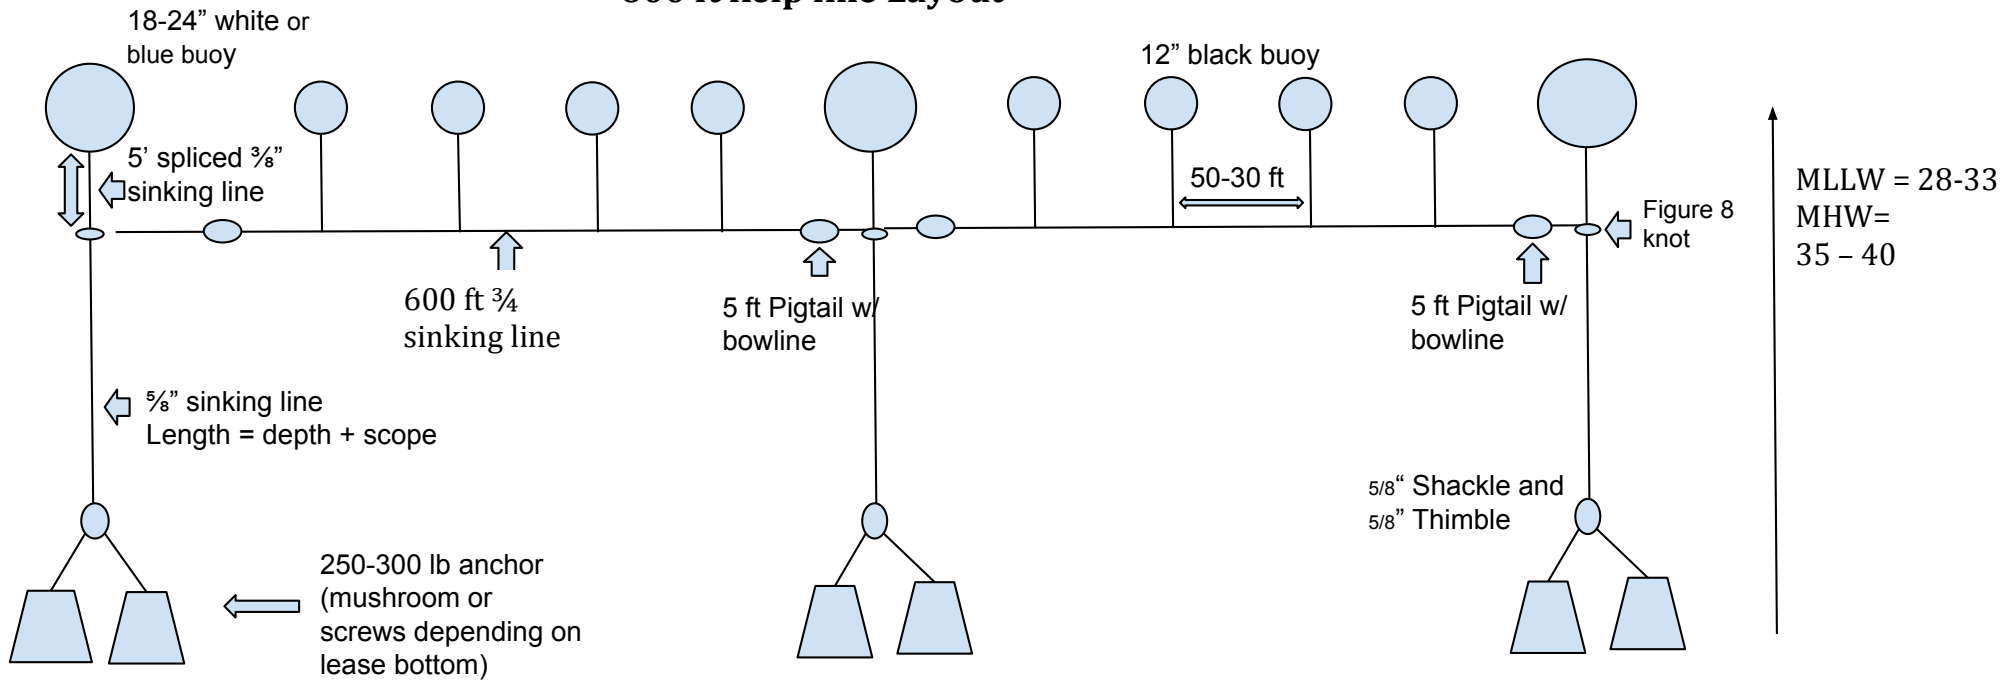 ft line Layout
18-24” white or
blue buoy
12” black buoy
5’ spliced ⅜”
sinking line
50-30 ft
MLLW = 28-33
MHW=
35 – 40
Figure 8
knot
600 ft ¾
sinking line
5 ft Pigtail w/
bowline
5 ft Pigtail w/
bowline
⅝” sinking line
Length = depth + scope
5/8“ Shackle and
5/8” Thimble
250-300 lb anchor
(mushroom or
screws depending on
lease bottom)